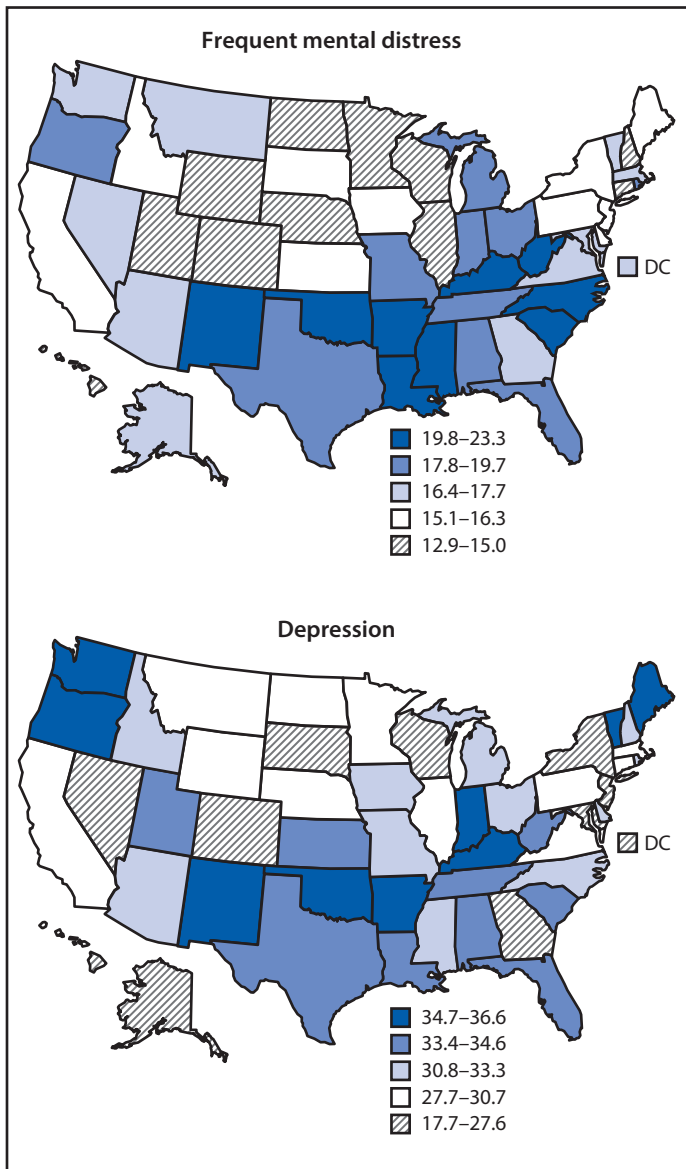 Frequent mental distress
DC
19.8–23.3
17.8–19.7
16.4–17.7
15.1–16.3
12.9–15.0
Depression
DC
34.7–36.6
33.4–34.6
30.8–33.3
27.7–30.7
17.7–27.6